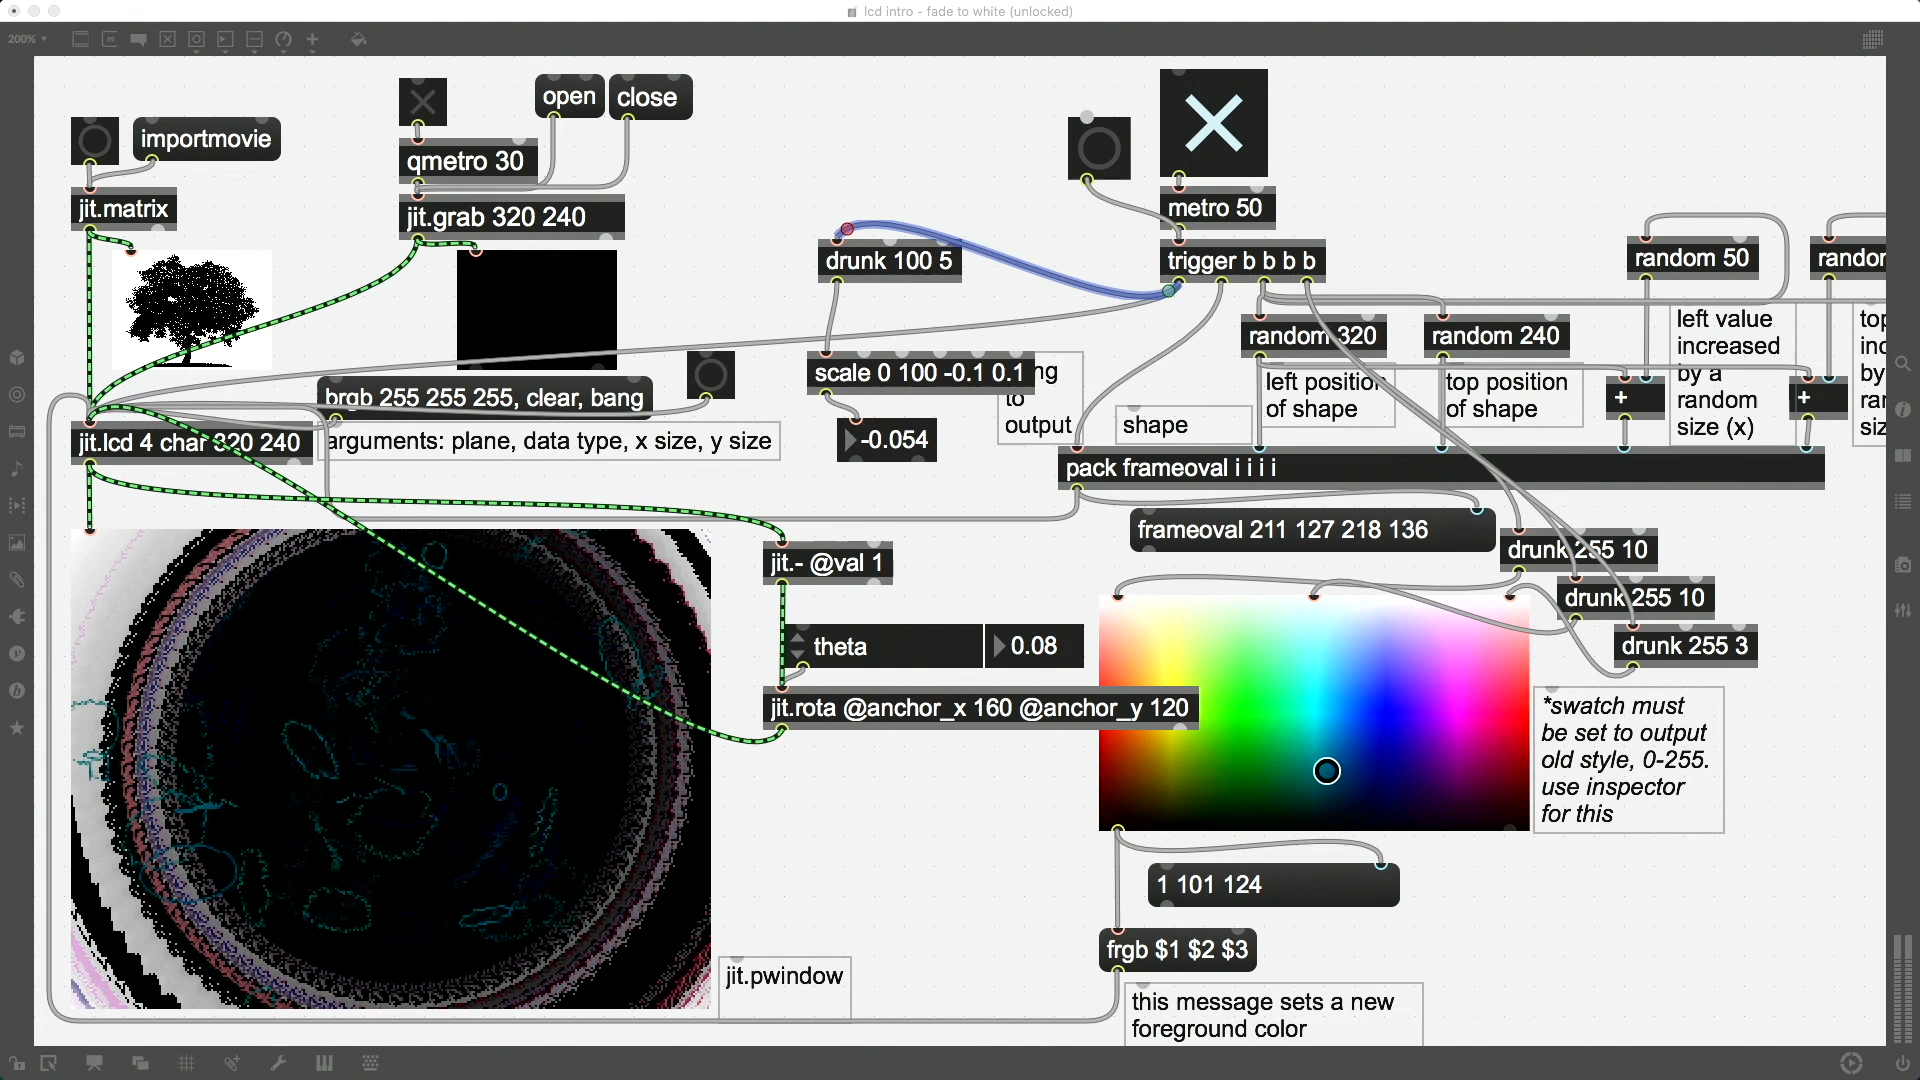 lcd intro - fade to white (unlocked)
200%
importmovie
open
close
qmetro 30
jit.matrix
jit.grab 320 240
metro 50
drunk 100 5
trigger b b b b
random 50
random 320
random 240
left value
increased
by a
random
size (x)
scale 0 100 -0.1 0.1
to
output
left position
of shape
top position
of shape
brgb 255 255 255, clear, bang
+
+
shape
-0.054
jit.lcd 4 char 320 240
arguments: plane, data type, x size, y size
pack frameoval i i i i
frameoval 211 127 218 136
drunk 255 10
jit.- @val 1
drunk 255 10
theta
0.08
drunk 255 3
jit.rota @anchor_x 160 @anchor_y 120
*swatch must
be set to output
old style, 0-255.
use inspector
for this
1 101 124
frgb $1 $2 $3
jit.pwindow
this message sets a new
foreground color